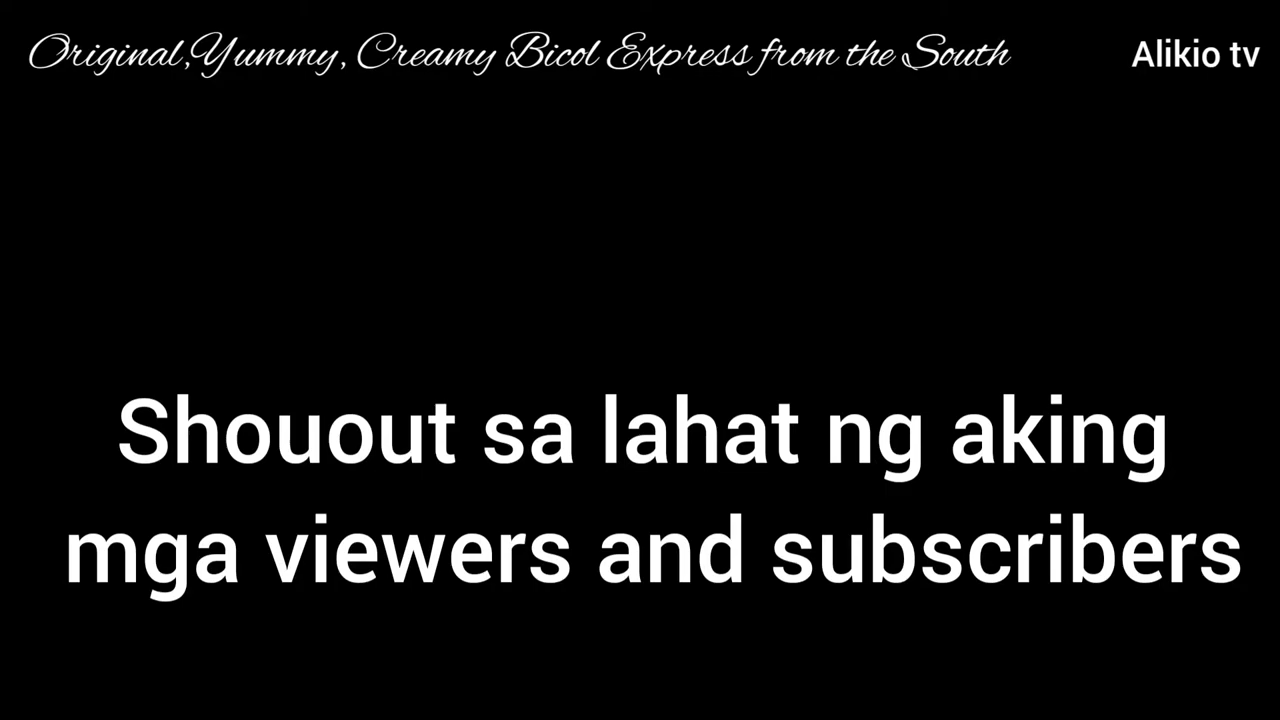 Original,Yummy, Creamy Bicol Express from the South
Alikio tv
Shouout sa lahat ng aking
mga viewers and subscribers